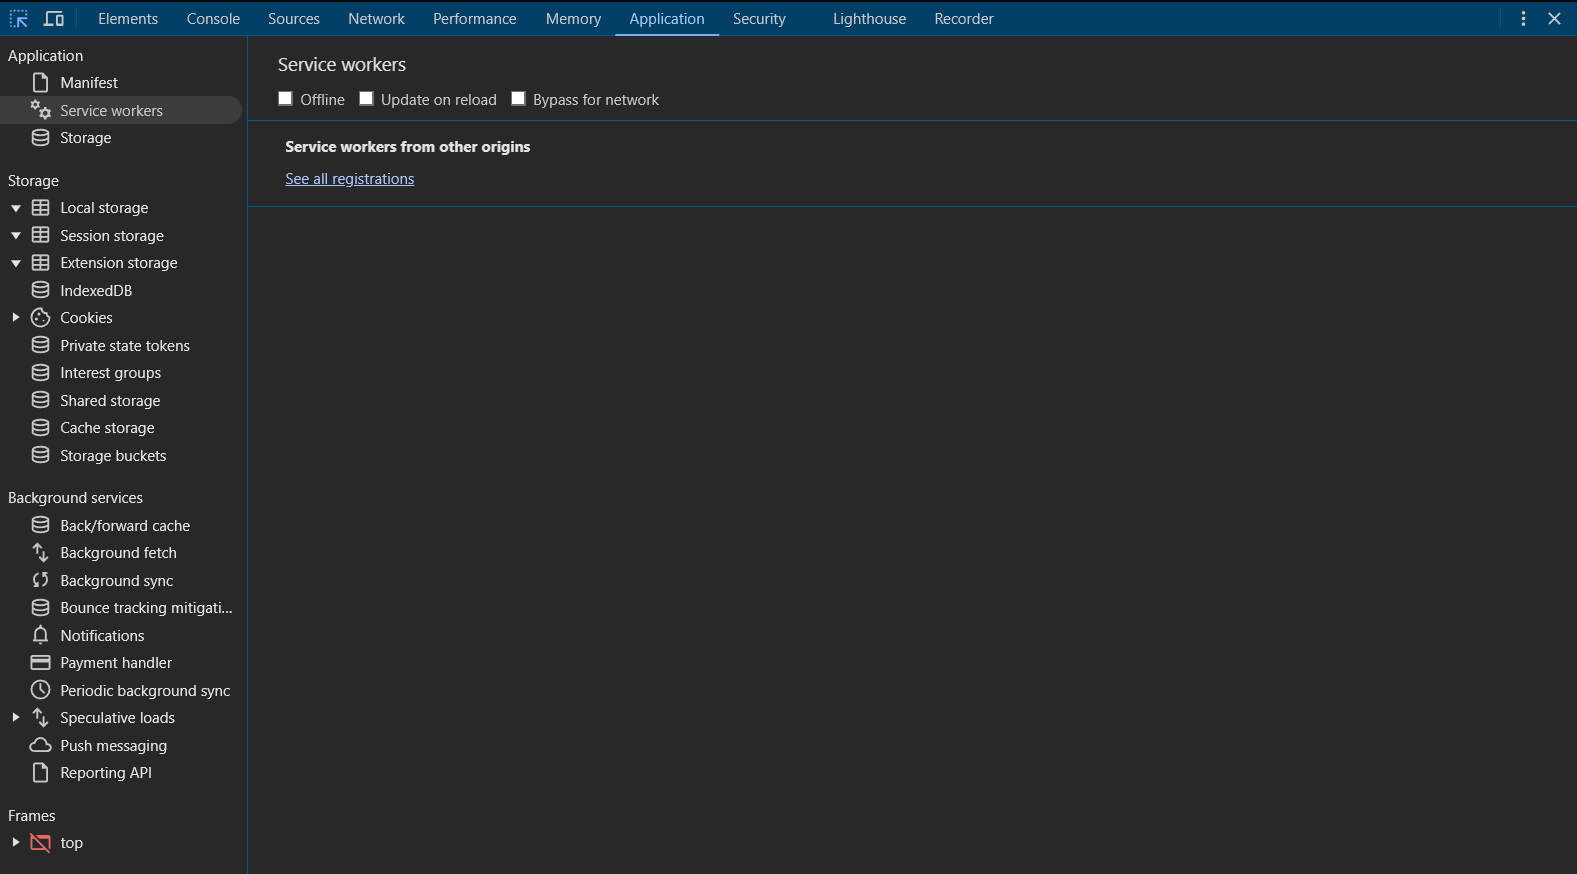 Elements Console Sources Network Performance Memory Application Security Lighthouse Recorder
Application
Manifest
Service workers
Storage
Storage
Local storage
Session storage
Extension storage
IndexedDB
Cookies
Private state tokens
Interest groups
Shared storage
Cache storage
Storage buckets
Background services
Back/forward cache
Background fetch
Background sync
Bounce tracking mitigati...
Notifications
Payment handler
Periodic background sync
Speculative loads
Push messaging
Reporting API
Frames
top
Service workers
Offline Update on reload Bypass for network
Service workers from other origins
See all registrations